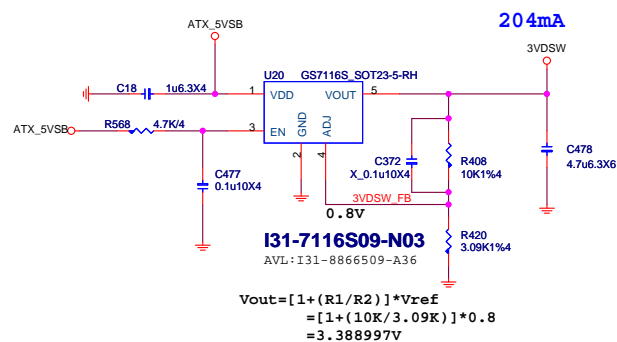 204mA
ATX_5VSB
3VDSW
U20 GS7116S_SOT23-5-RH
C18 1u6.3X4
1 VDD VOUT 5
ATX_5VSB R568 4.7K/4
3 EN GND ADJ
2 4
C477
0.1u10X4
C372
X_0.1u10X4
R408
10K1%4
C478
4.7u6.3X6
3VDSW_FB
0.8V
I31-7116S09-N03
AVL:I31-8866509-A36
R420
3.09K1%4
Vout=[1+(R1/R2)]*Vref
=[1+(10K/3.09K)]*0.8
=3.388997V